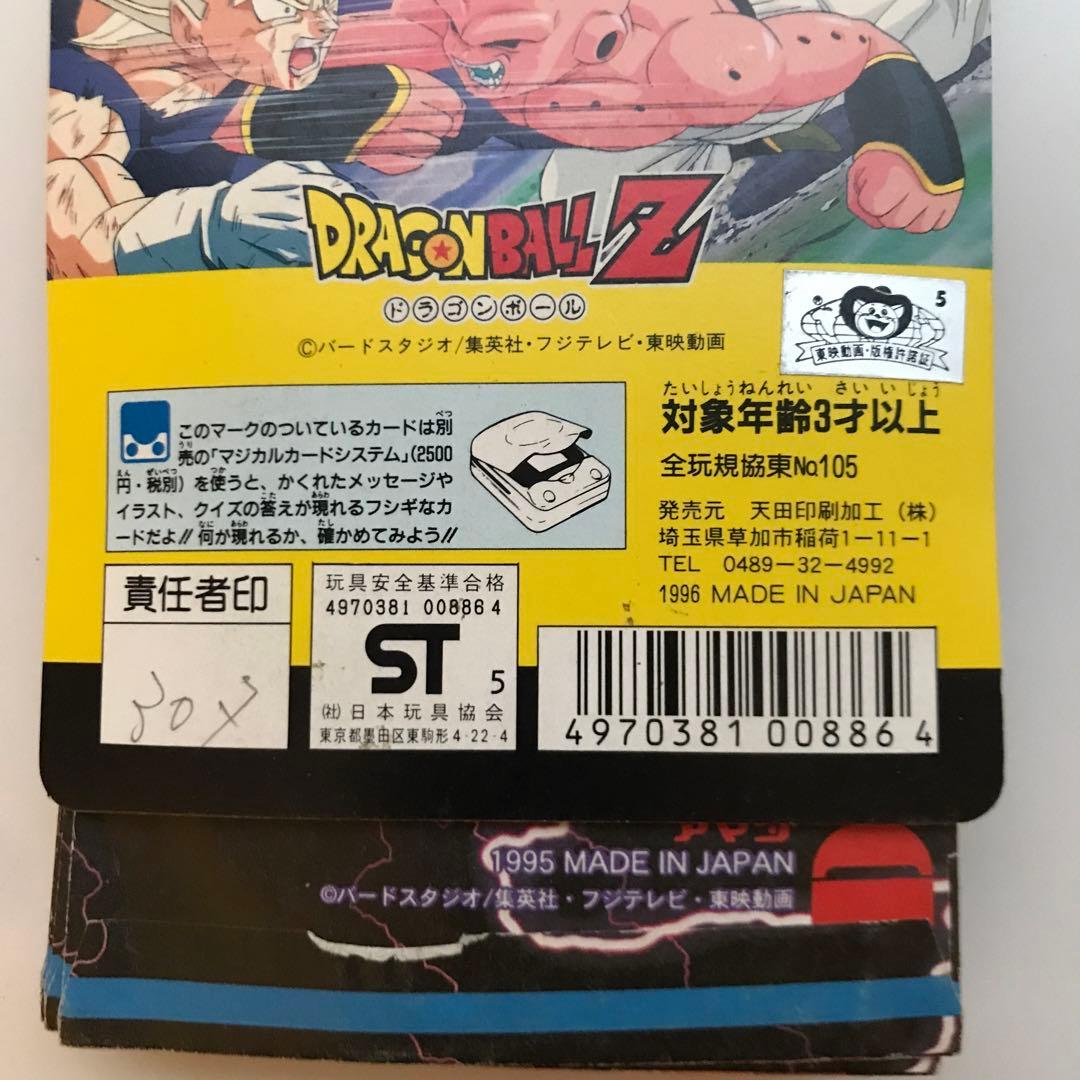 DRAGON BALL Z
ドラゴンボール
©バードスタジオ/集英社・フジテレビ・東映動画
5
東映動画・版権許諾証
このマークのついているカードは別
売の「マジカルカードシステム」(2500
円・税別)を使うと、かくれたメッセージや
イラスト、クイズの答えが現れるフシギなカ
ードだよ!!何が現れるか、確かめてみよう!!
たいしょうねんれい さい いじょう
対象年齢3才以上
全玩規協東No.105
発売元 天田印刷加工(株)
埼玉県草加市稲荷1-11-1
TEL 0489-32-4992
1996 MADE IN JAPAN
責任者印
玩具安全基準合格
4970381 008864
ST 5
(社)日本玩具協会
東京都墨田区東駒形4-22-4
4970381 008864
アマダ
1995 MADE IN JAPAN
©バードスタジオ/集英社・フジテレビ・東映動画